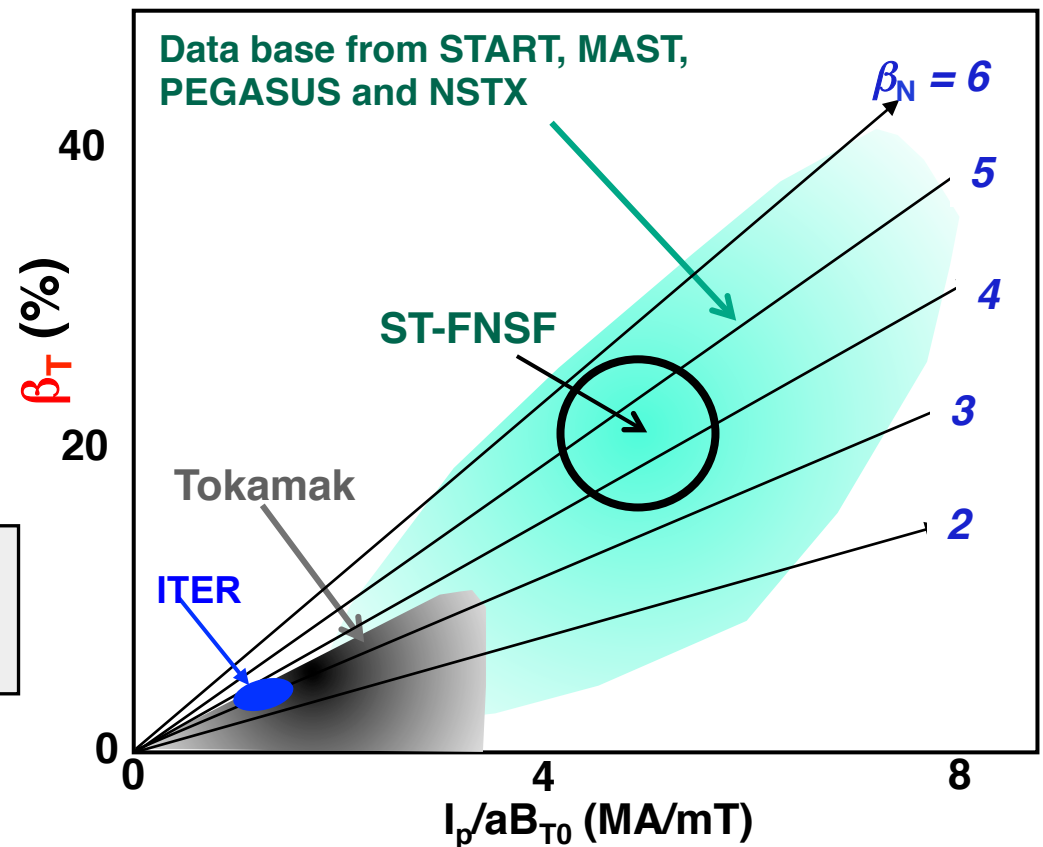 Data base from START, MAST,
PEGASUS and NSTX
βN = 6
5
4
3
2
40
20
0
βT (%)
ST-FNSF
Tokamak
ITER
0
4
8
Ip/aBT0 (MA/mT)